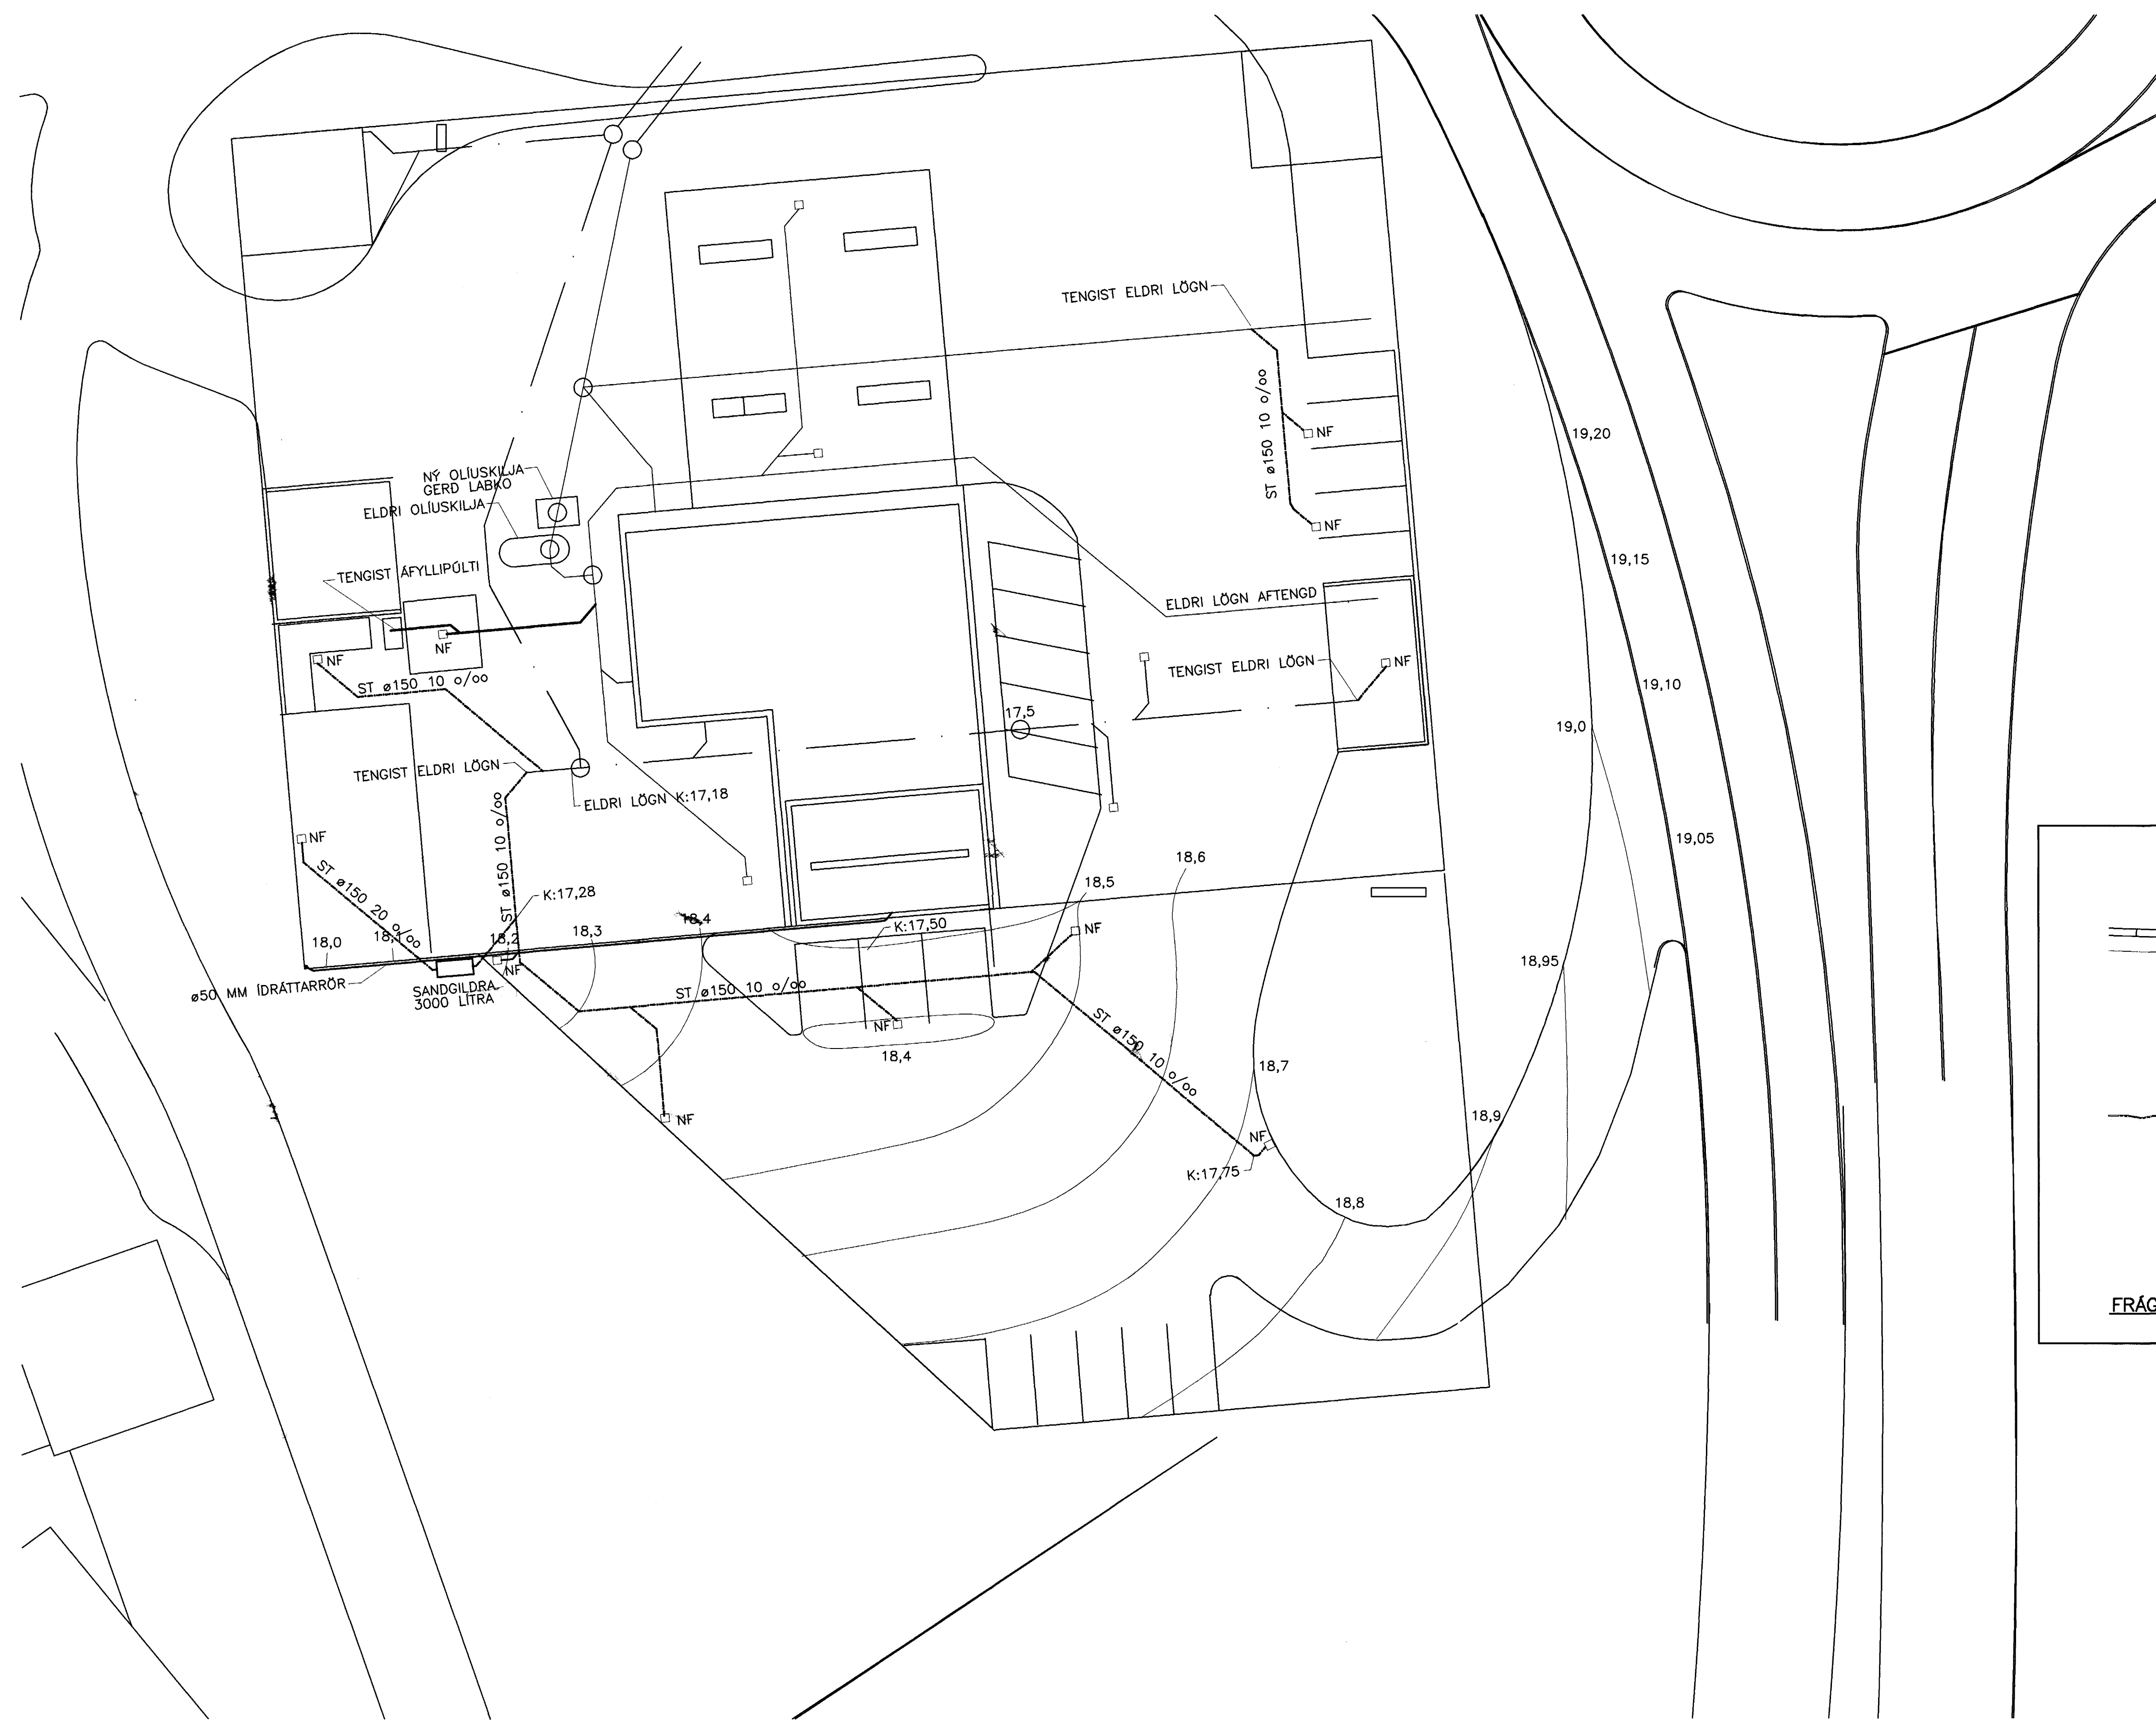 TENGIST ELDRI LÖGN
ST ø150 10 o/oo
NF
NF
19,20
19,15
19,10
19,0
19,05
NÝ OLÍUSKILJA
GERÐ LABKO
ELDRI OLÍUSKILJA
TENGIST ÁFYLLIPÚLTI
NF
NF
ST ø150 10 o/oo
ELDRI LÖGN AFTENGD
TENGIST ELDRI LÖGN
NF
17,5
TENGIST ELDRI LÖGN
ELDRI LÖGN K:17,18
ST ø150 10 o/oo
NF
ST ø150 20 o/oo
K:17,28
18,0
18,1
18,2
18,3
18,4
K:17,50
18,5
18,6
NF
NF
ø50 MM ÍDRÁTTARRÖR
SANDGILDRA
3000 LÍTRA
ST ø150 10 o/oo
NF
18,4
ST ø150 10 o/oo
18,95
18,7
18,9
NF
NF
K:17,75
18,8
FRÁG